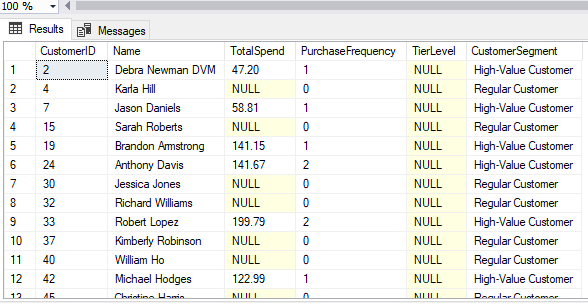 100 %
Results Messages
CustomerID Name TotalSpend PurchaseFrequency TierLevel CustomerSegment
1 2 Debra Newman DVM 47.20 1 NULL High-Value Customer
2 4 Karla Hill NULL 0 NULL Regular Customer
3 7 Jason Daniels 58.81 1 NULL High-Value Customer
4 15 Sarah Roberts NULL 0 NULL Regular Customer
5 19 Brandon Armstrong 141.15 1 NULL High-Value Customer
6 24 Anthony Davis 141.67 2 NULL High-Value Customer
7 30 Jessica Jones NULL 0 NULL Regular Customer
8 32 Richard Williams NULL 0 NULL Regular Customer
9 33 Robert Lopez 199.79 2 NULL High-Value Customer
10 37 Kimberly Robinson NULL 0 NULL Regular Customer
11 40 William Ho NULL 0 NULL Regular Customer
12 42 Michael Hodges 122.99 1 NULL High-Value Customer
13 45 Christine Harris NULL 0 NULL Regular Customer